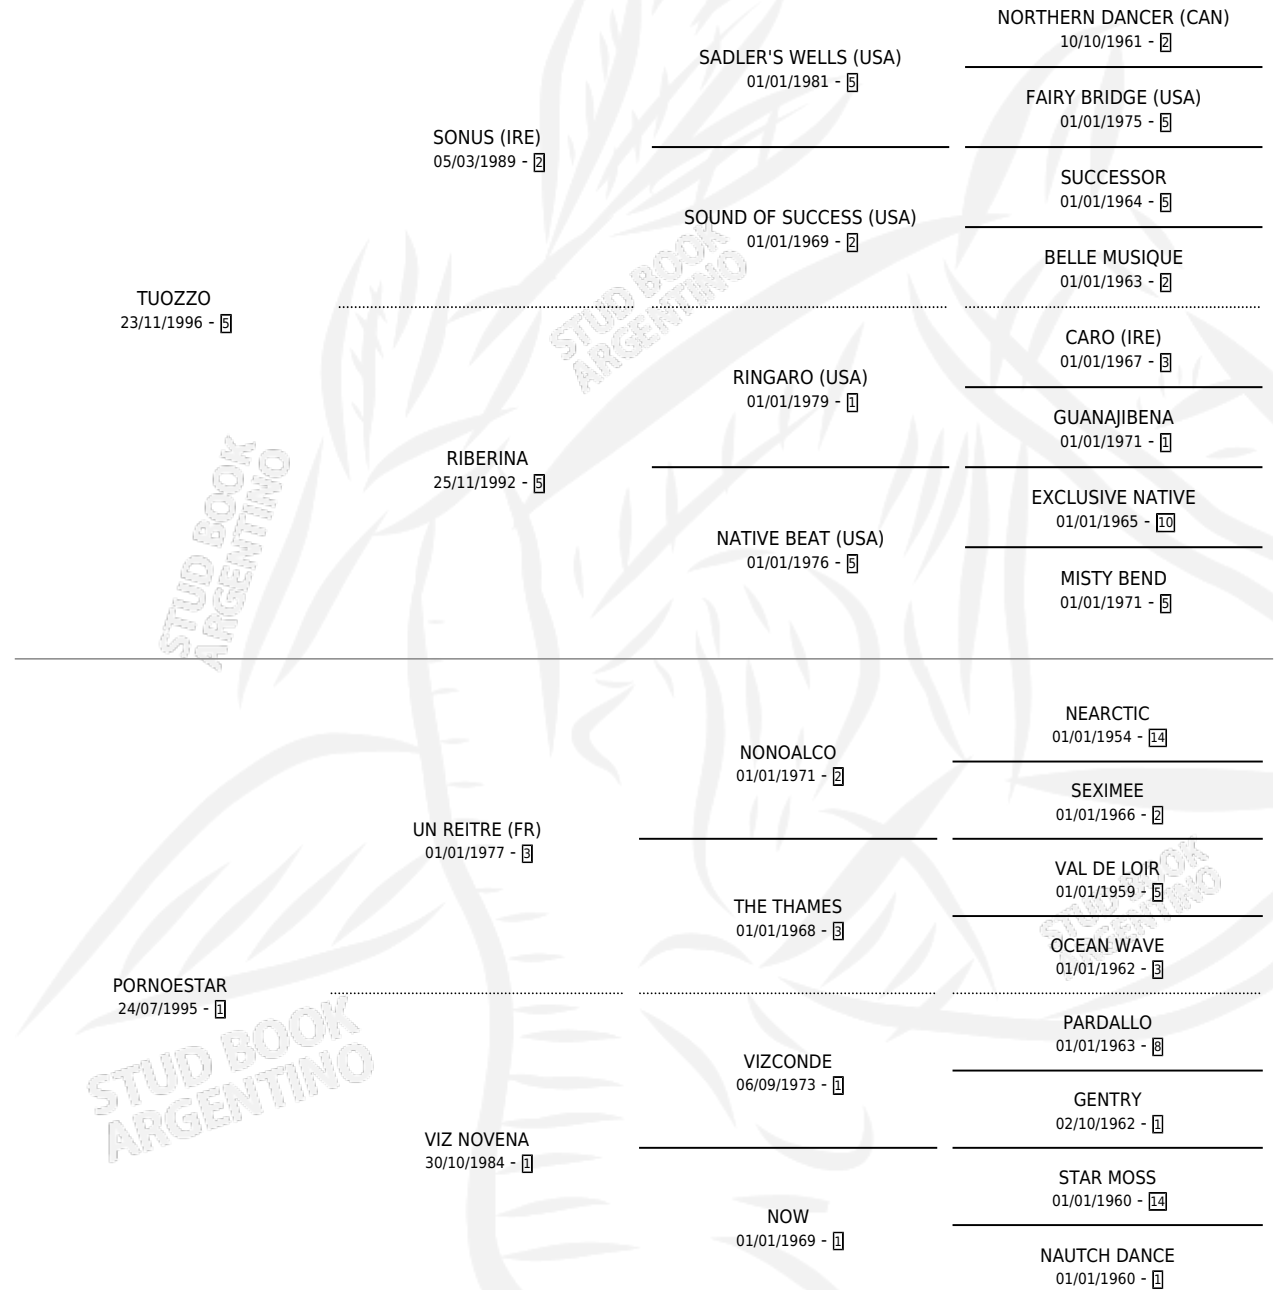 NORTHERN DANCER (CAN)
10/10/1961 - 2
SADLER'S WELLS (USA)
01/01/1981 - 5
FAIRY BRIDGE (USA)
01/01/1975 - 5
SONUS (IRE)
05/03/1989 - 2
SUCCESSOR
01/01/1964 - 5
SOUND OF SUCCESS (USA)
01/01/1969 - 2
BELLE MUSIQUE
01/01/1963 - 2
TUOZZO
23/11/1996 - 5
STUD BOOK
ARGENTINO
CARO (IRE)
01/01/1967 - 3
RINGARO (USA)
01/01/1979 - 1
GUANAJIBENA
01/01/1971 - 1
RIBERINA
25/11/1992 - 5
EXCLUSIVE NATIVE
01/01/1965 - 10
NATIVE BEAT (USA)
01/01/1976 - 5
MISTY BEND
01/01/1971 - 5
STUD BOOK
ARGENTINO
NEARCTIC
01/01/1954 - 14
NONOALCO
01/01/1971 - 2
SEXIMEE
01/01/1966 - 2
UN REITRE (FR)
01/01/1977 - 3
VAL DE LOIR
01/01/1959 - 5
THE THAMES
01/01/1968 - 3
OCEAN WAVE
01/01/1962 - 3
STUD BOOK
ARGENTINO
PORNOESTAR
24/07/1995 - 1
PARDALLO
01/01/1963 - 8
VIZCONDE
06/09/1973 - 1
GENTRY
02/10/1962 - 1
STUD BOOK
ARGENTINO
VIZ NOVENA
30/10/1984 - 1
STAR MOSS
01/01/1960 - 14
NOW
01/01/1969 - 1
NAUTCH DANCE
01/01/1960 - 1